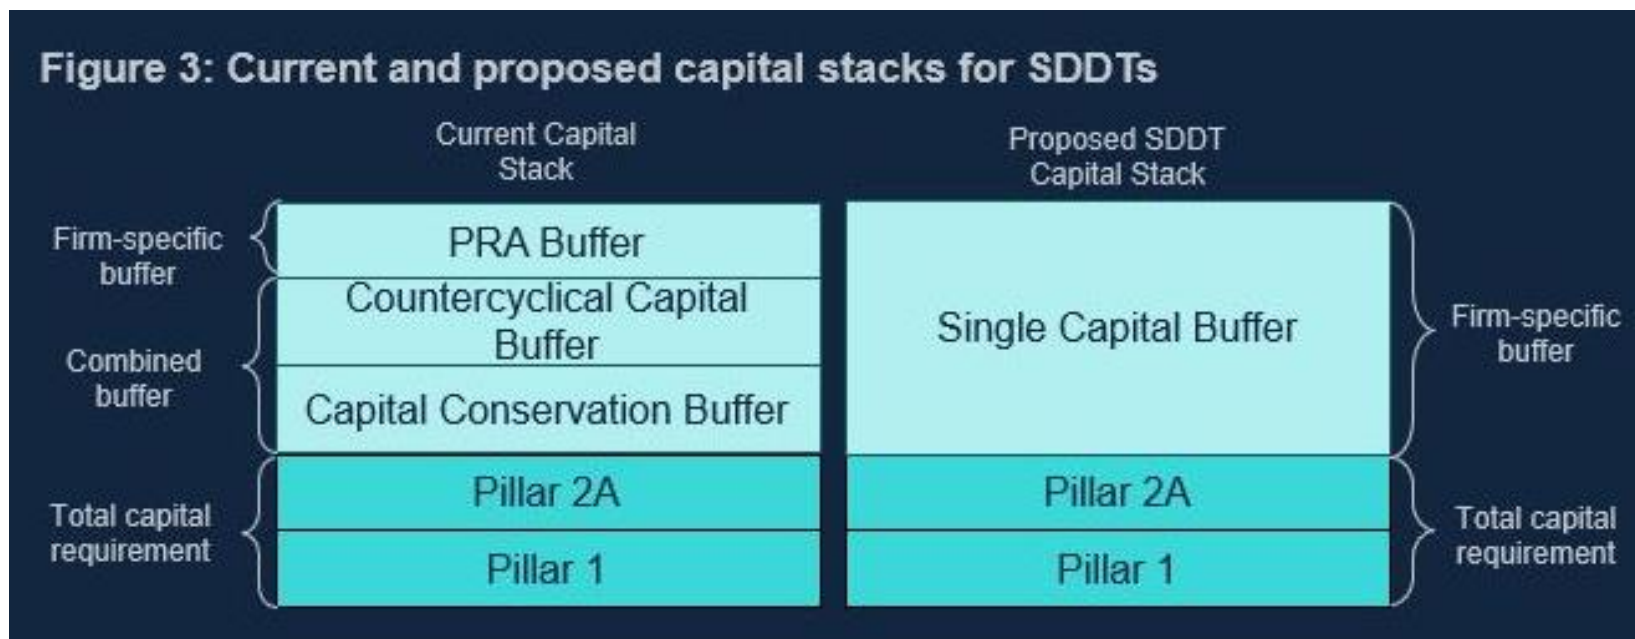 Figure 3: Current and proposed capital stacks for SDDTs
Current Capital
Stack
Proposed SDDT
Capital Stack
Firm-specific
buffer
Combined
buffer
Total capital
requirement
PRA Buffer
Countercyclical Capital
Buffer
Capital Conservation Buffer
Pillar 2A
Pillar 1
Single Capital Buffer
Pillar 2A
Pillar 1
Firm-specific
buffer
Total capital
requirement